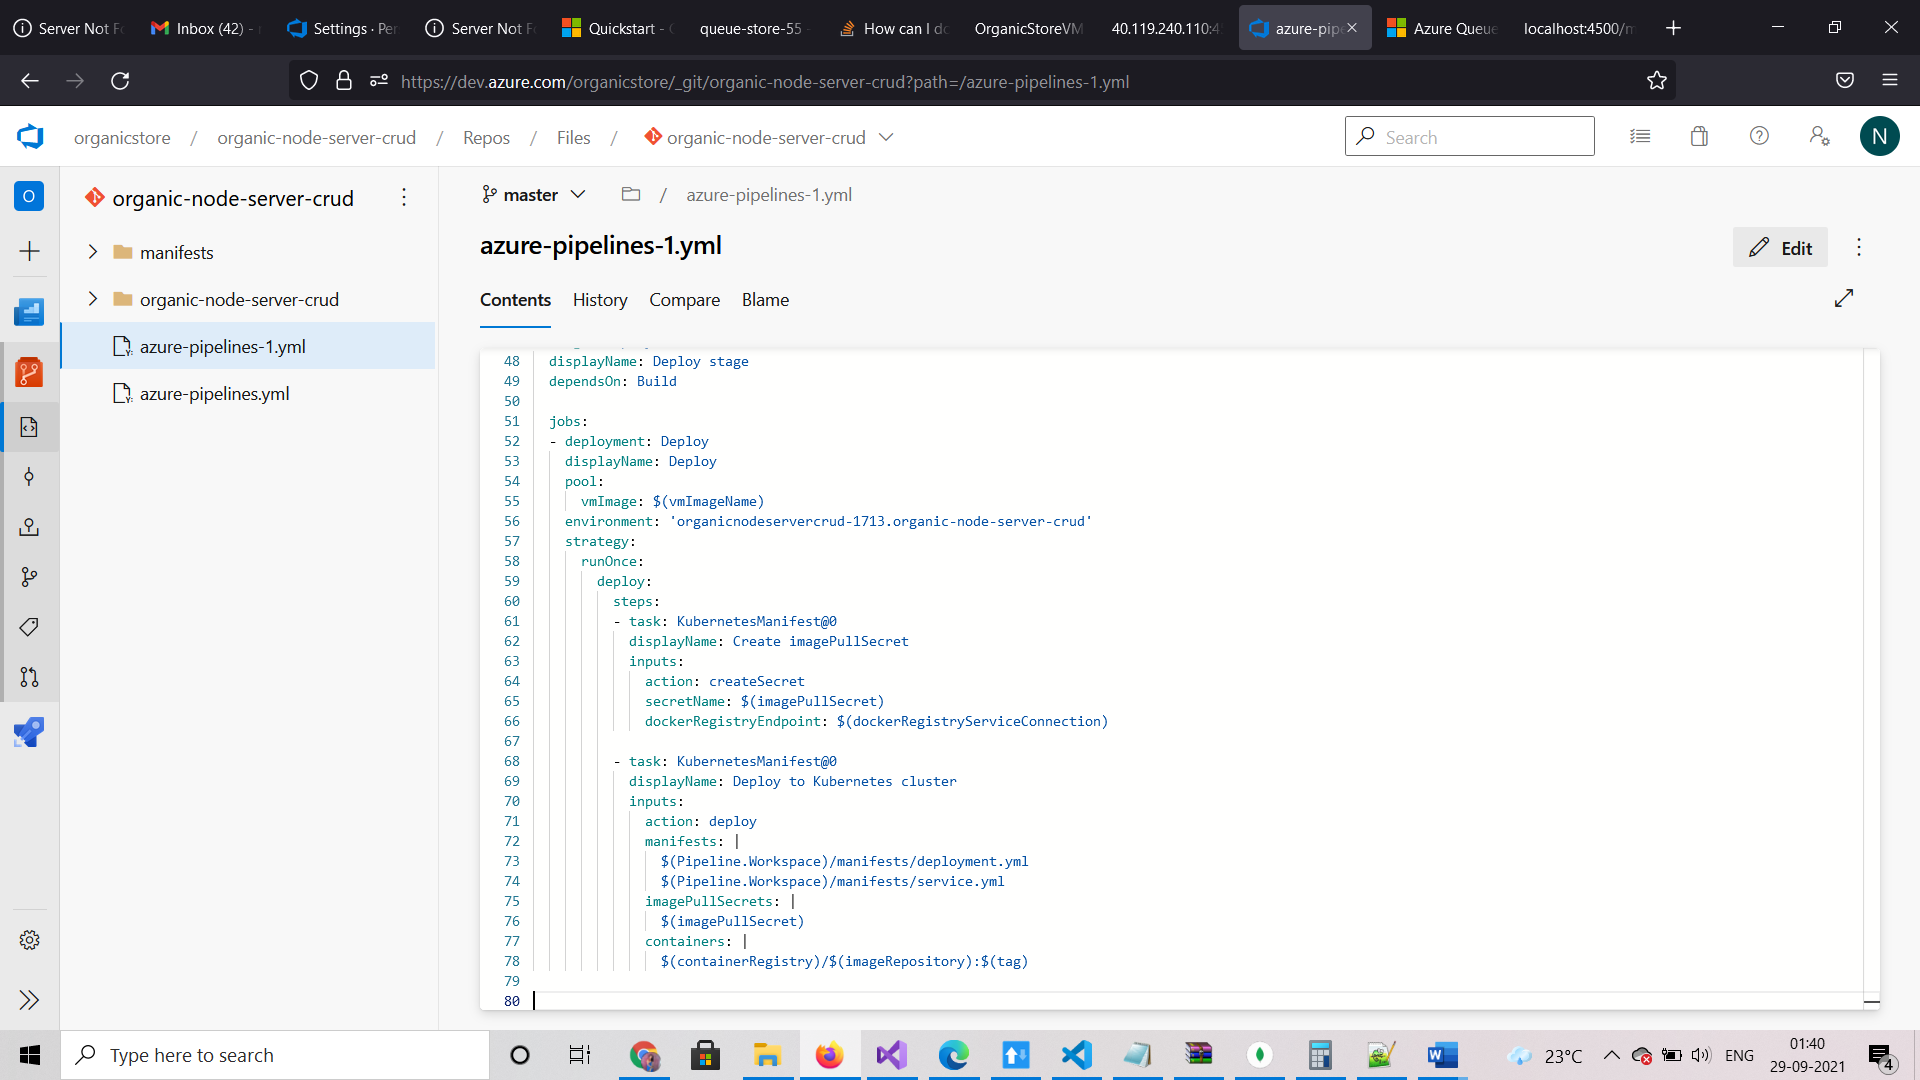 Server Not F
Inbox (42) -
Settings · Per
Server Not F
Quickstart -
queue-store-55 -
How can I do
OrganicStoreVM
40.119.240.110:4
azure-pipe
Azure Queue
localhost:4500/m
https://dev.azure.com/organicstore/_git/organic-node-server-crud?path=/azure-pipelines-1.yml
organicstore / organic-node-server-crud / Repos / Files / organic-node-server-crud
Search
N
O
organic-node-server-crud
manifests
organic-node-server-crud
azure-pipelines-1.yml
azure-pipelines.yml
master / azure-pipelines-1.yml
azure-pipelines-1.yml
Edit
Contents History Compare Blame
48 displayName: Deploy stage
49 dependsOn: Build
50
51 jobs:
52 - deployment: Deploy
53 displayName: Deploy
54 pool:
55 vmImage: $(vmImageName)
56 environment: 'organicnodeservercrud-1713.organic-node-server-crud'
57 strategy:
58 runOnce:
59 deploy:
60 steps:
61 - task: KubernetesManifest@0
62 displayName: Create imagePullSecret
63 inputs:
64 action: createSecret
65 secretName: $(imagePullSecret)
66 dockerRegistryEndpoint: $(dockerRegistryServiceConnection)
67
68 - task: KubernetesManifest@0
69 displayName: Deploy to Kubernetes cluster
70 inputs:
71 action: deploy
72 manifests: |
73 $(Pipeline.Workspace)/manifests/deployment.yml
74 $(Pipeline.Workspace)/manifests/service.yml
75 imagePullSecrets: |
76 $(imagePullSecret)
77 containers: |
78 $(containerRegistry)/$(imageRepository):$(tag)
79
80
Type here to search
23°C
ENG
01:40
29-09-2021
4